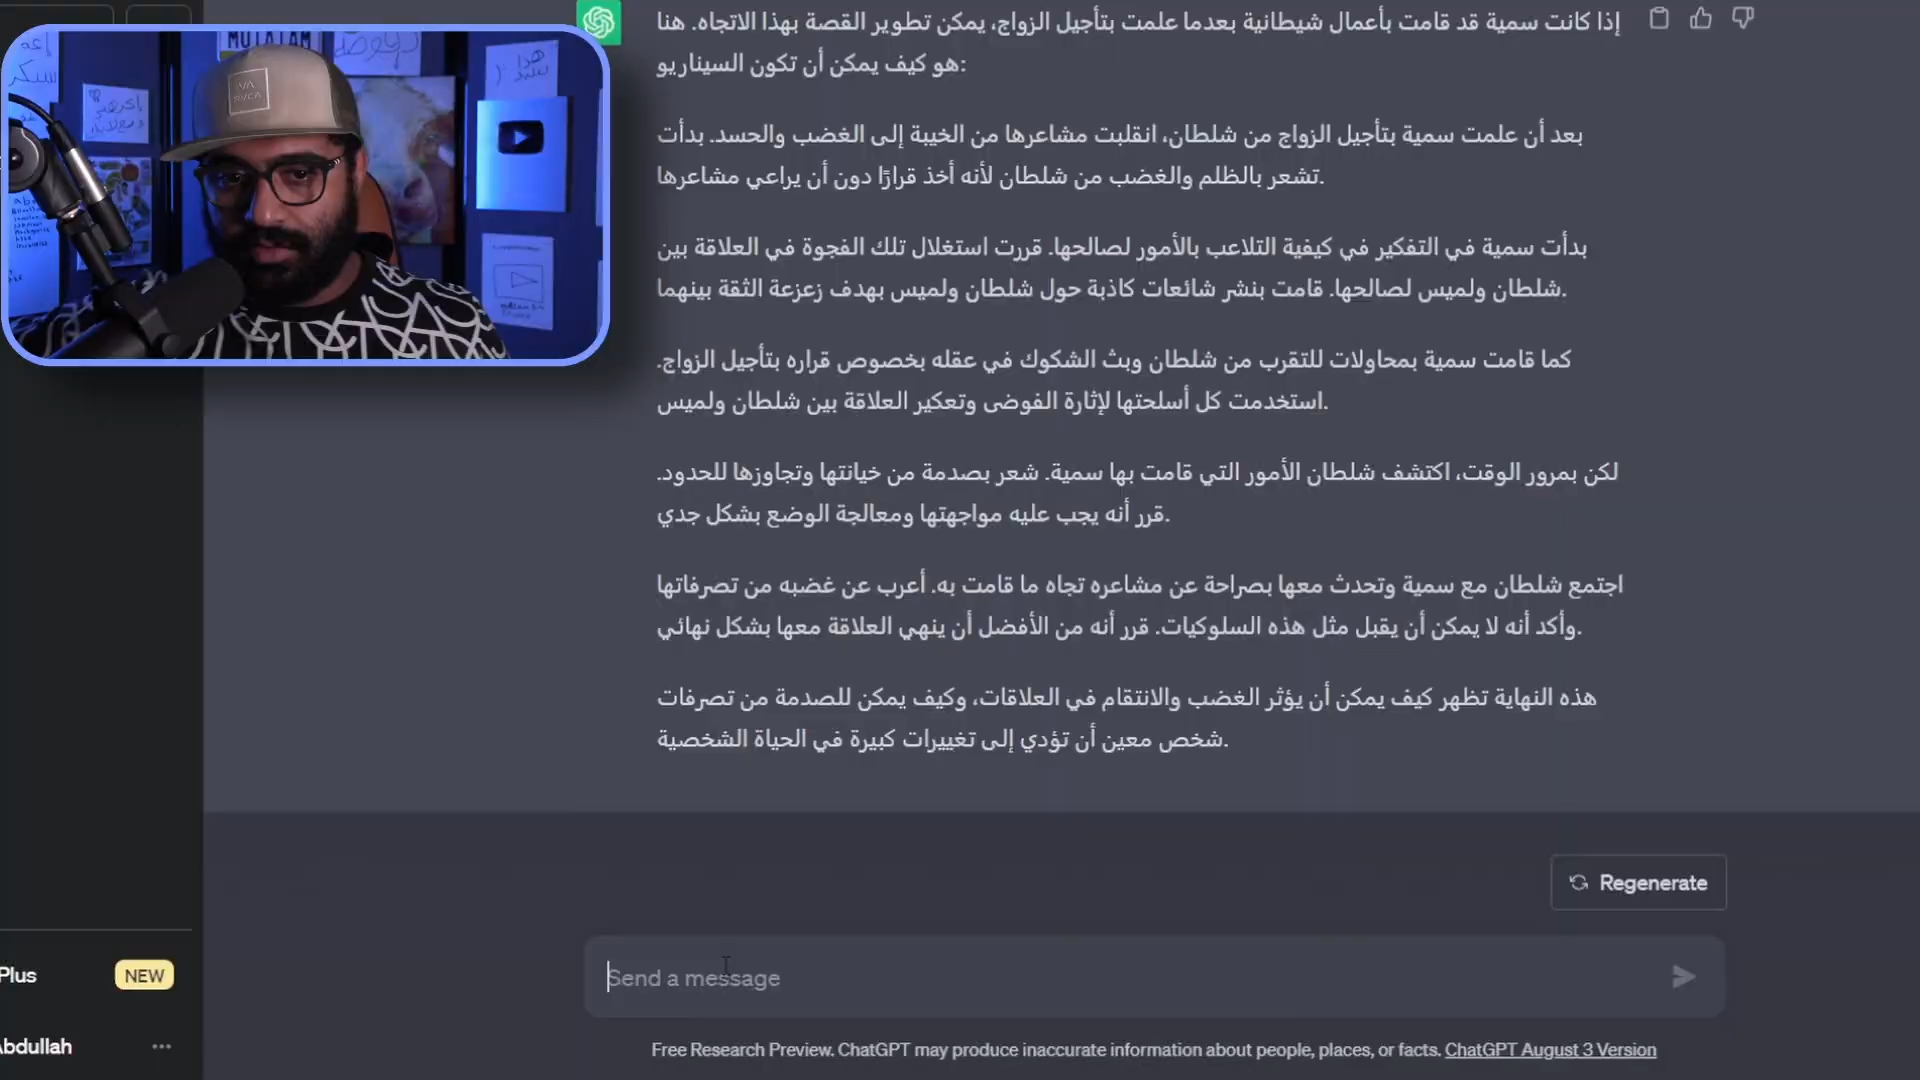 إذا كانت سمية قد قامت بأعمال شيطانية بعدما علمت بتأجيل الزواج، يمكن تطوير القصة بهذا الاتجاه. هنا
هو كيف يمكن أن تكون السيناريو:
بعد أن علمت سمية بتأجيل الزواج من شلطان، انقلبت مشاعرها من الخيبة إلى الغضب والحسد. بدأت
تشعر بالظلم والغضب من شلطان لأنه أخذ قرارًا دون أن يراعي مشاعرها.
بدأت سمية في التفكير في كيفية التلاعب بالأمور لصالحها. قررت استغلال تلك الفجوة في العلاقة بين
شلطان ولميس لصالحها. قامت بنشر شائعات كاذبة حول شلطان ولميس بهدف زعزعة الثقة بينهما.
كما قامت سمية بمحاولات للتقرب من شلطان وبث الشكوك في عقله بخصوص قراره بتأجيل الزواج.
استخدمت كل أسلحتها لإثارة الفوضى وتعكير العلاقة بين شلطان ولميس.
لكن بمرور الوقت، اكتشف شلطان الأمور التي قامت بها سمية. شعر بصدمة من خيانتها وتجاوزها للحدود.
قرر أنه يجب عليه مواجهتها ومعالجة الوضع بشكل جدي.
اجتمع شلطان مع سمية وتحدث معها بصراحة عن مشاعره تجاه ما قامت به. أعرب عن غضبه من تصرفاتها
وأكد أنه لا يمكن أن يقبل مثل هذه السلوكيات. قرر أنه من الأفضل أن ينهي العلاقة معها بشكل نهائي.
هذه النهاية تظهر كيف يمكن أن يؤثر الغضب والانتقام في العلاقات، وكيف يمكن للصدمة من تصرفات
شخص معين أن تؤدي إلى تغييرات كبيرة في الحياة الشخصية.
Regenerate
Send a message
Free Research Preview. ChatGPT may produce inaccurate information about people, places, or facts. ChatGPT August 3 Version
Plus
NEW
Abdullah
MUTALAM
RVCA